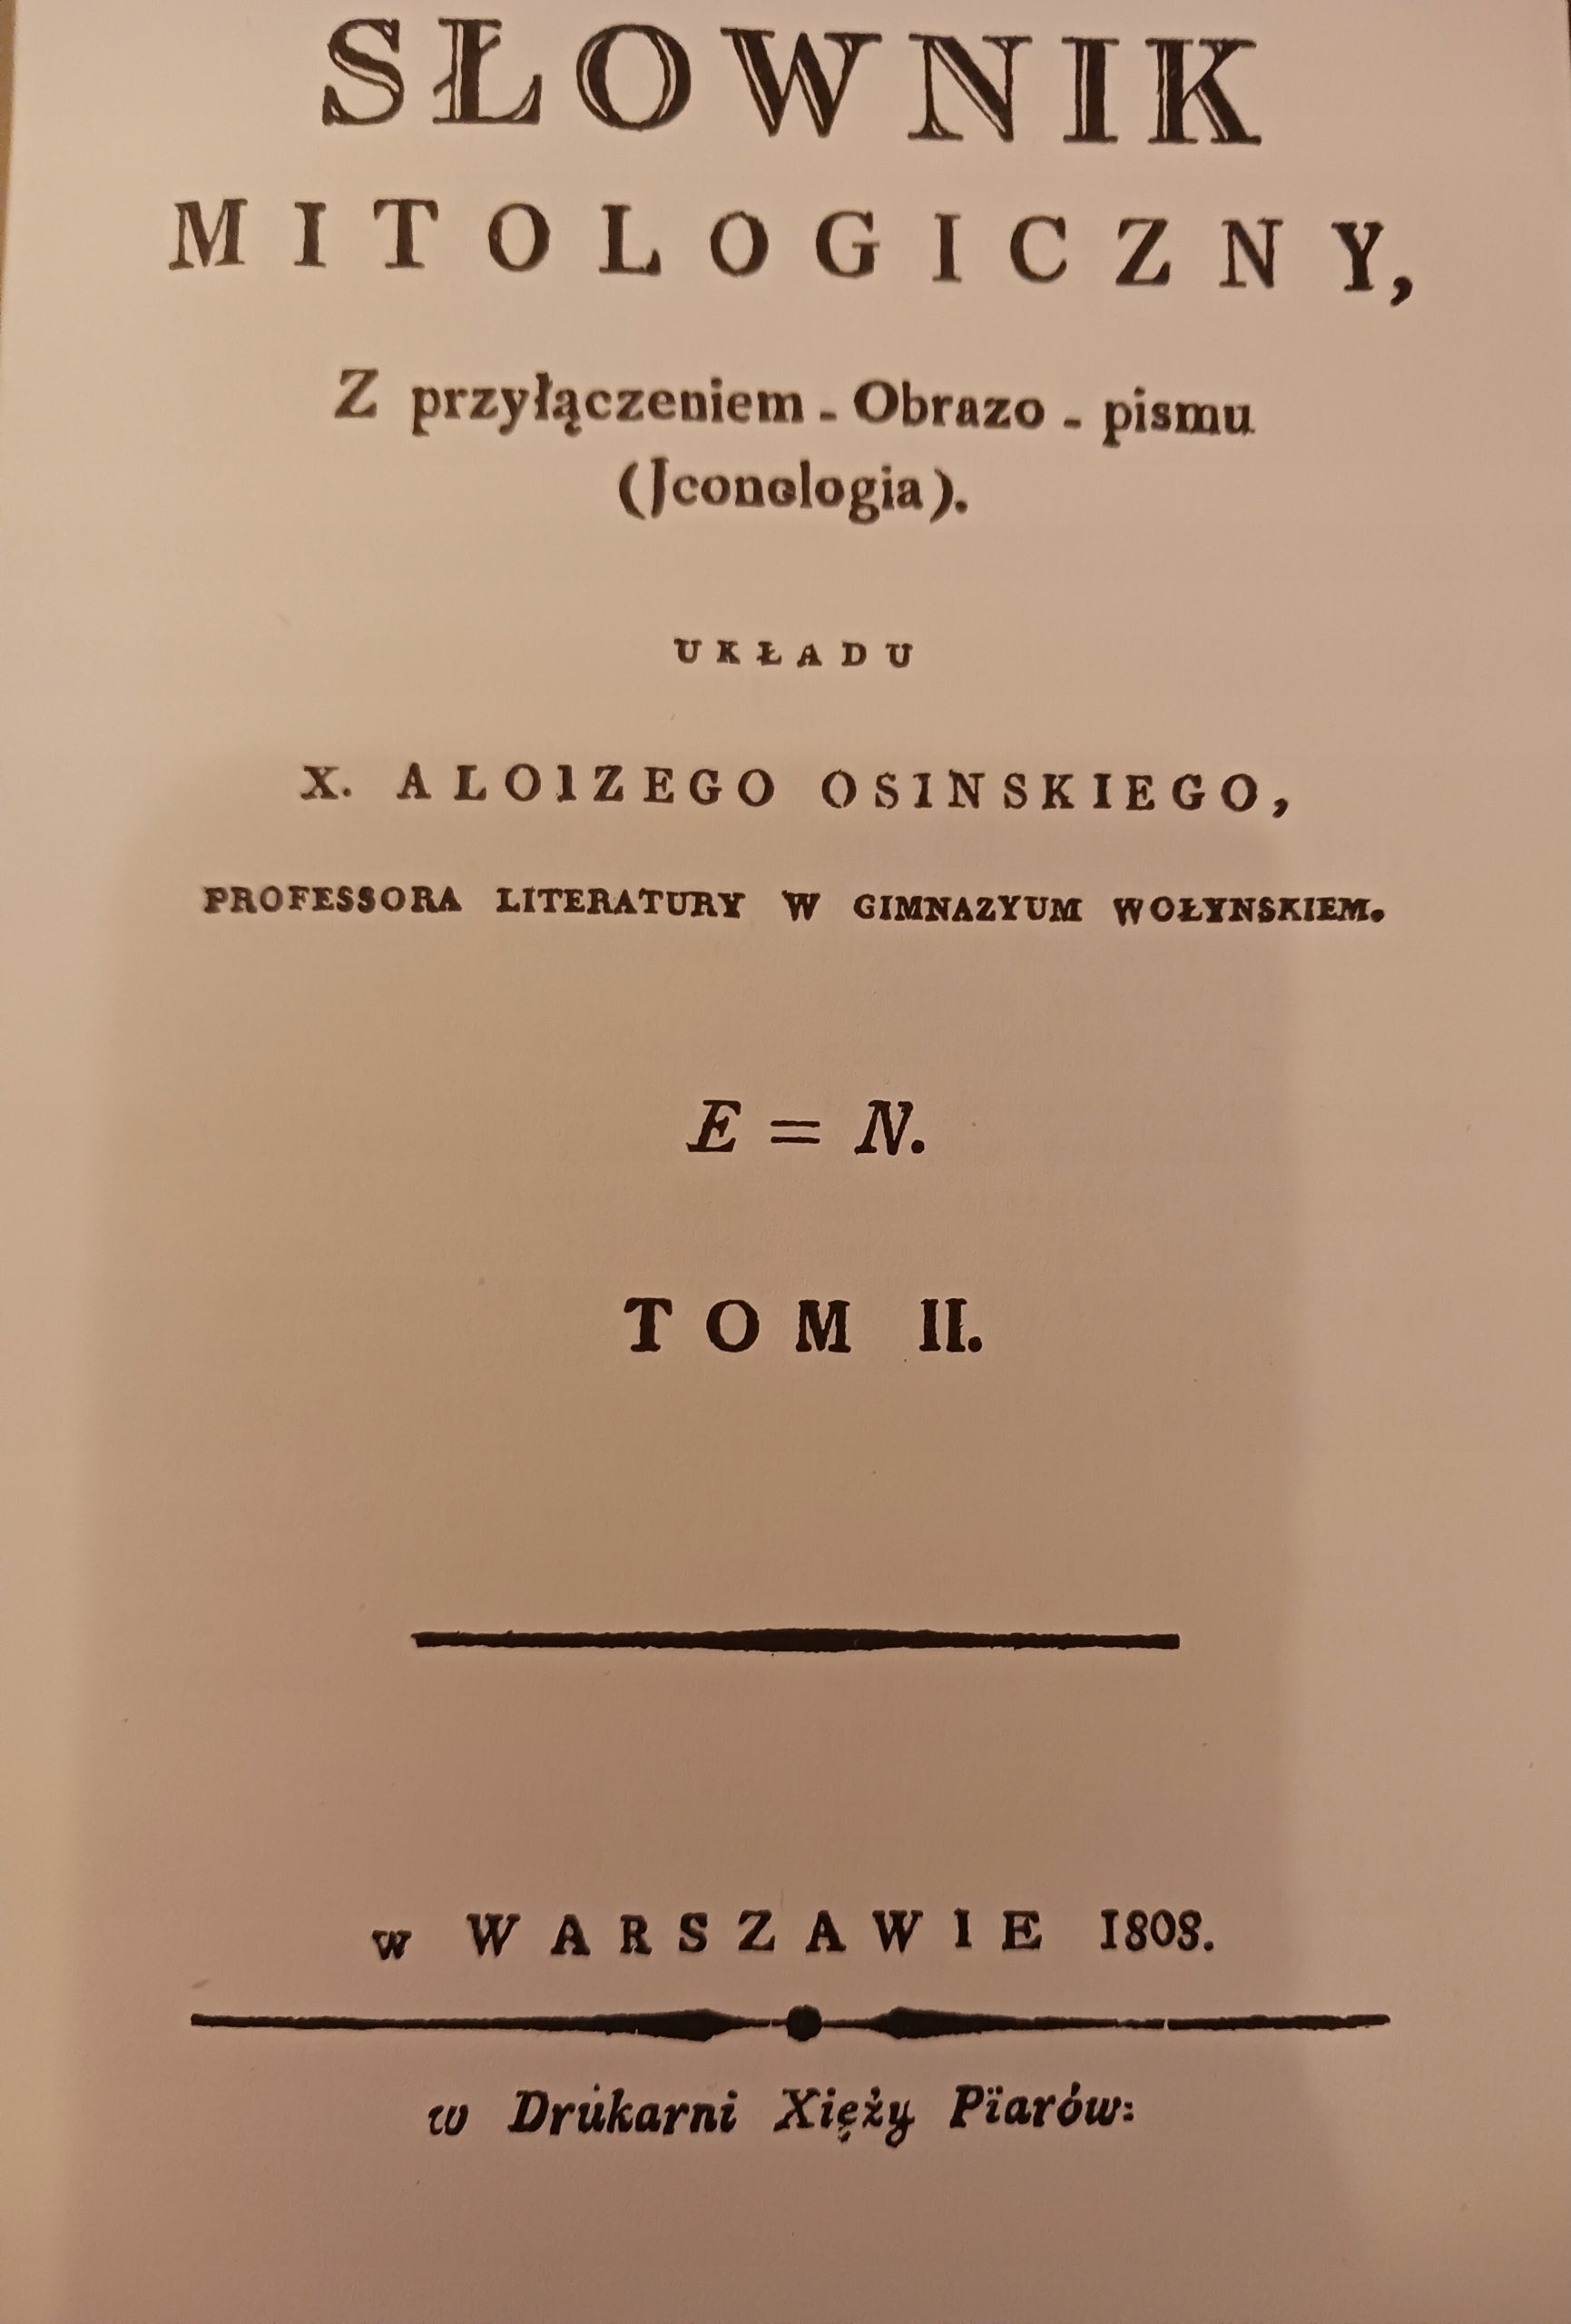 SŁOWNIK
MITOLOGICZNY,
Z przyłączeniem - Obrazo - pismu
(Jconologia).
UKŁADU
X. ALOIZEGO OSINSKIEGO,
PROFESSORA LITERATURY W GIMNAZYUM WOŁYNSKIEM.
E = N.
TOM II.
w WARSZAWIE 1808.
w Drukarni Xięży Piarów: